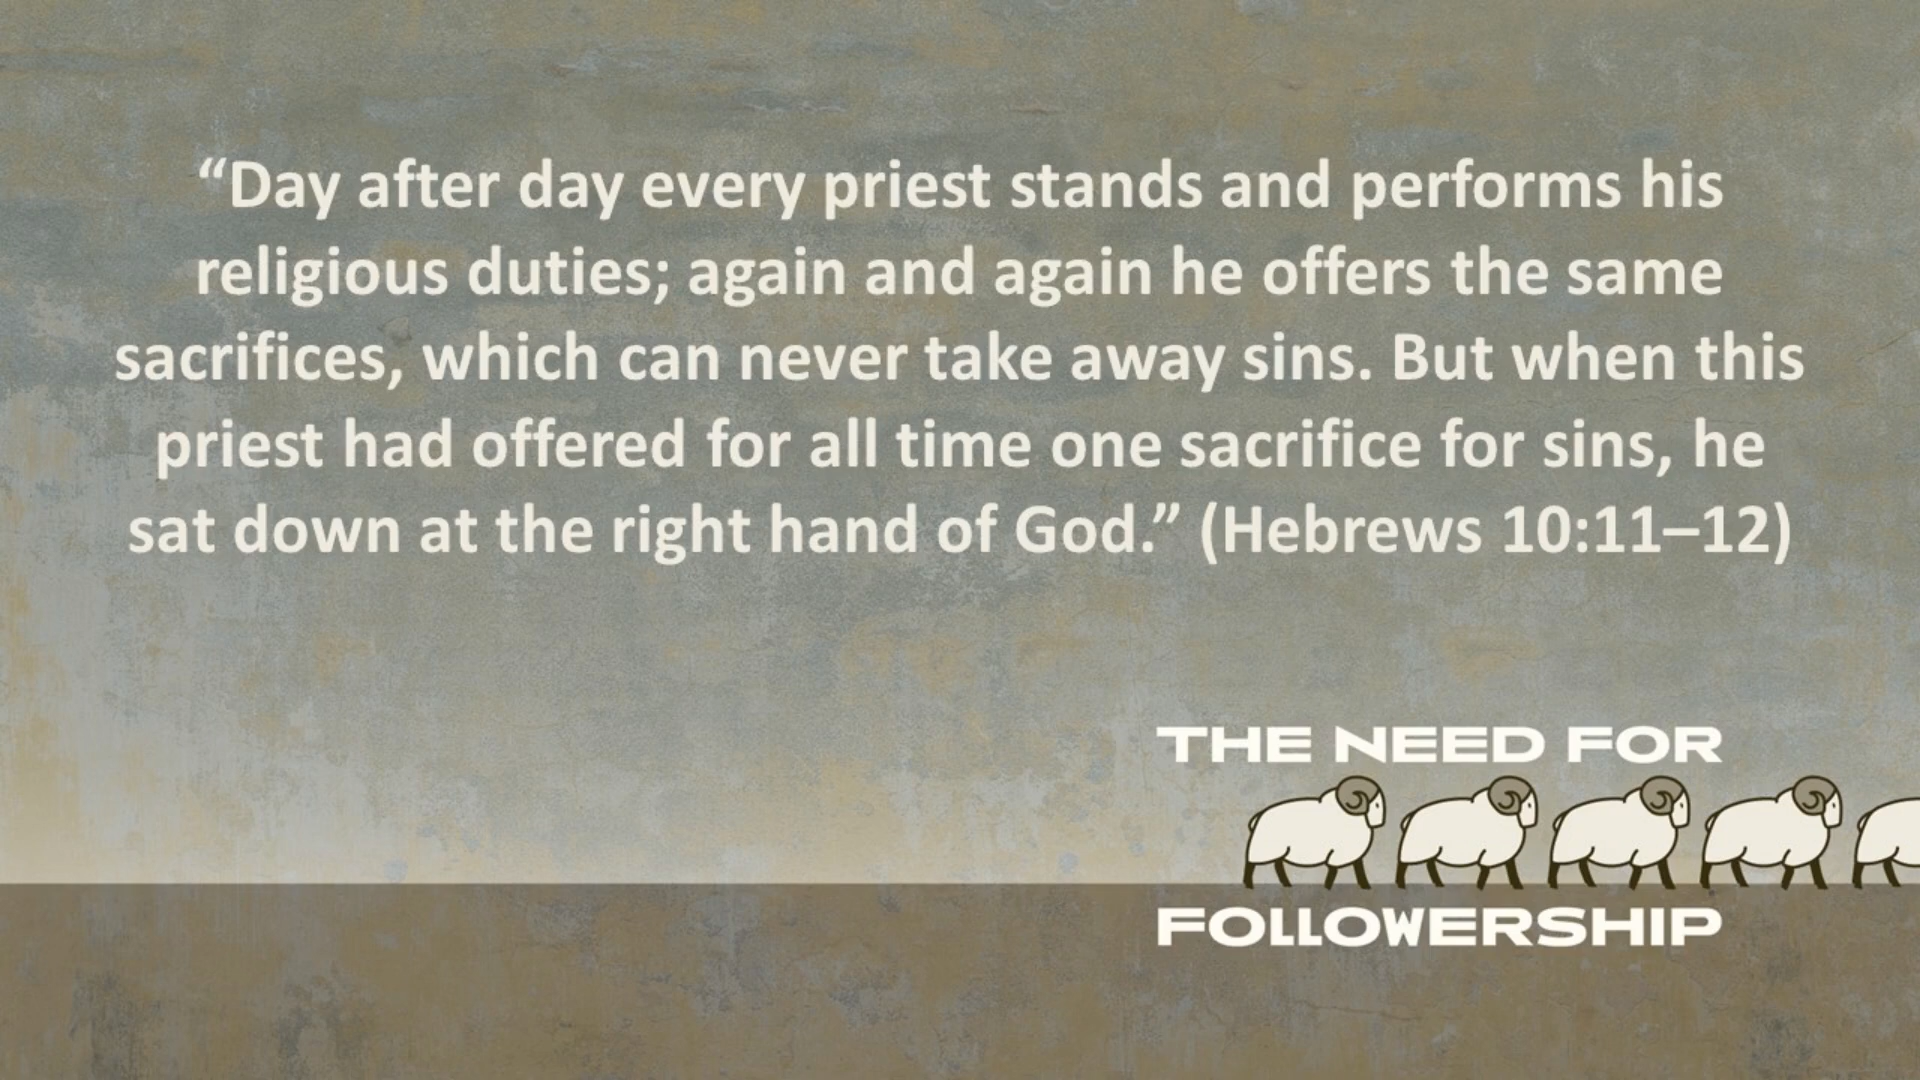 “Day after day every priest stands and performs his
religious duties; again and again he offers the same
sacrifices, which can never take away sins. But when this
priest had offered for all time one sacrifice for sins, he
sat down at the right hand of God.” (Hebrews 10:11–12)
THE NEED FOR
FOLLOWERSHIP